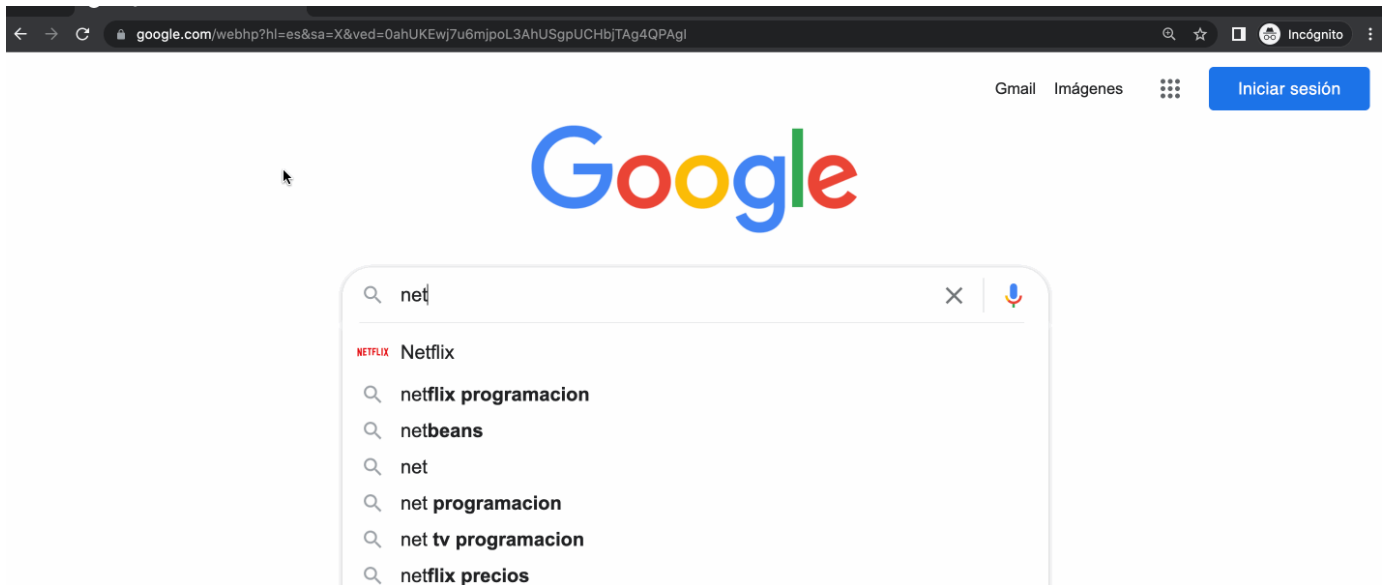 google.com/webhp?hl=es&sa=X&ved=0ahUKEwj7u6mjpoL3AhUSgpUCHbjTAg4QPAgI
Incógnito
Gmail Imágenes Iniciar sesión
Google
net
NETFLIX Netflix
netflix programacion
netbeans
net
net programacion
net tv programacion
netflix precios